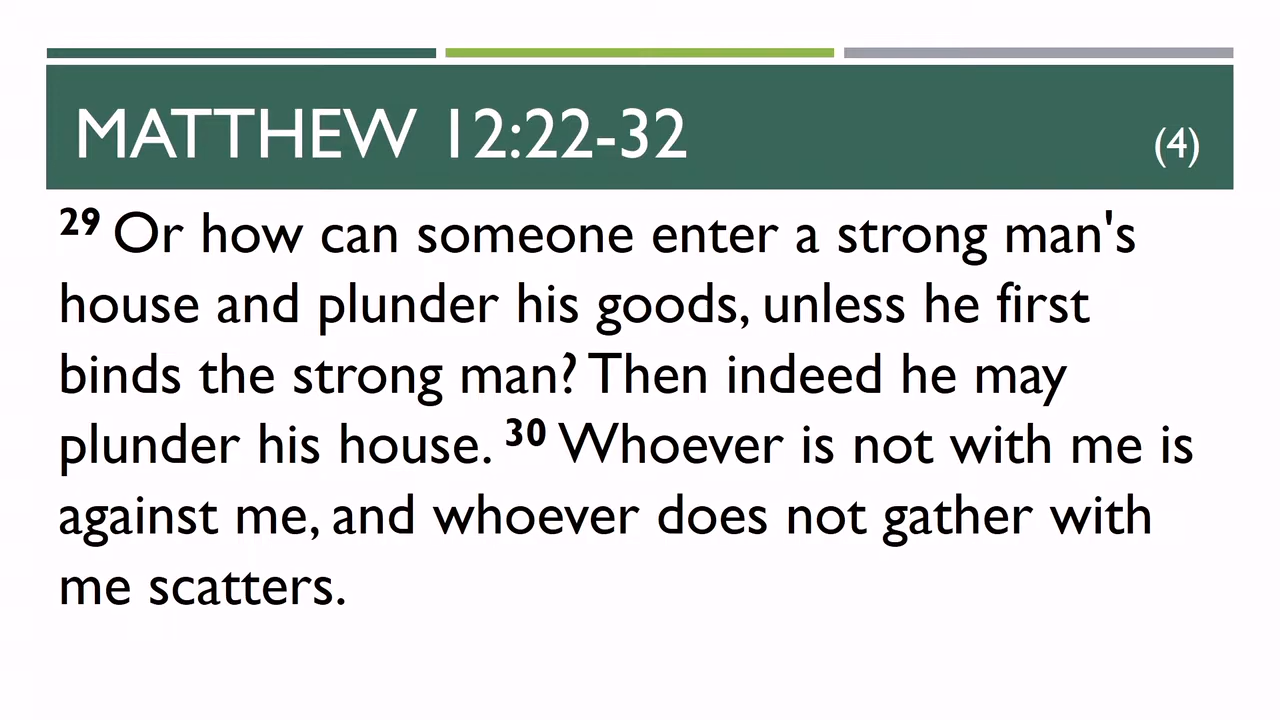 MATTHEW 12:22-32 (4)
29 Or how can someone enter a strong man's
house and plunder his goods, unless he first
binds the strong man? Then indeed he may
plunder his house. 30 Whoever is not with me is
against me, and whoever does not gather with
me scatters.